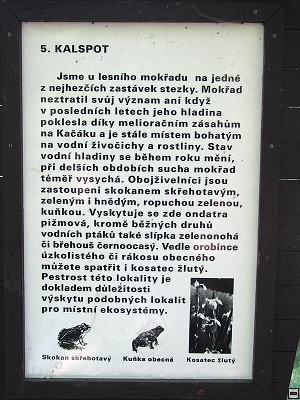 5. KALSPOT
Jsme u lesního mokřadu na jedné
z nejhezčích zastávek stezky. Mokřad
neztratil svůj význam ani když
v posledních letech jeho hladina
poklesla díky melioračním zásahům
na Kačáku a je stále místem bohatým
na vodní živočichy a rostliny. Stav
vodní hladiny se během roku mění,
při delších obdobích sucha mokřad
téměř vysychá. Obojživelníci jsou
zastoupeni skokanem skřehotavým,
zeleným i hnědým, ropuchou zelenou,
kuňkou. Vyskytuje se zde ondatra
pižmová, kromě běžných druhů
vodních ptáků také slípka zelenonohá
či břehouš černoocasý. Vedle orobince
úzkolistého či rákosu obecného
můžete spatřit i kosatec žlutý.
Pestrost této lokality je
dokladem důležitosti
výskytu podobných lokalit
pro místní ekosystémy.
Skokan skřehotavý Kuňka obecná Kosatec žlutý